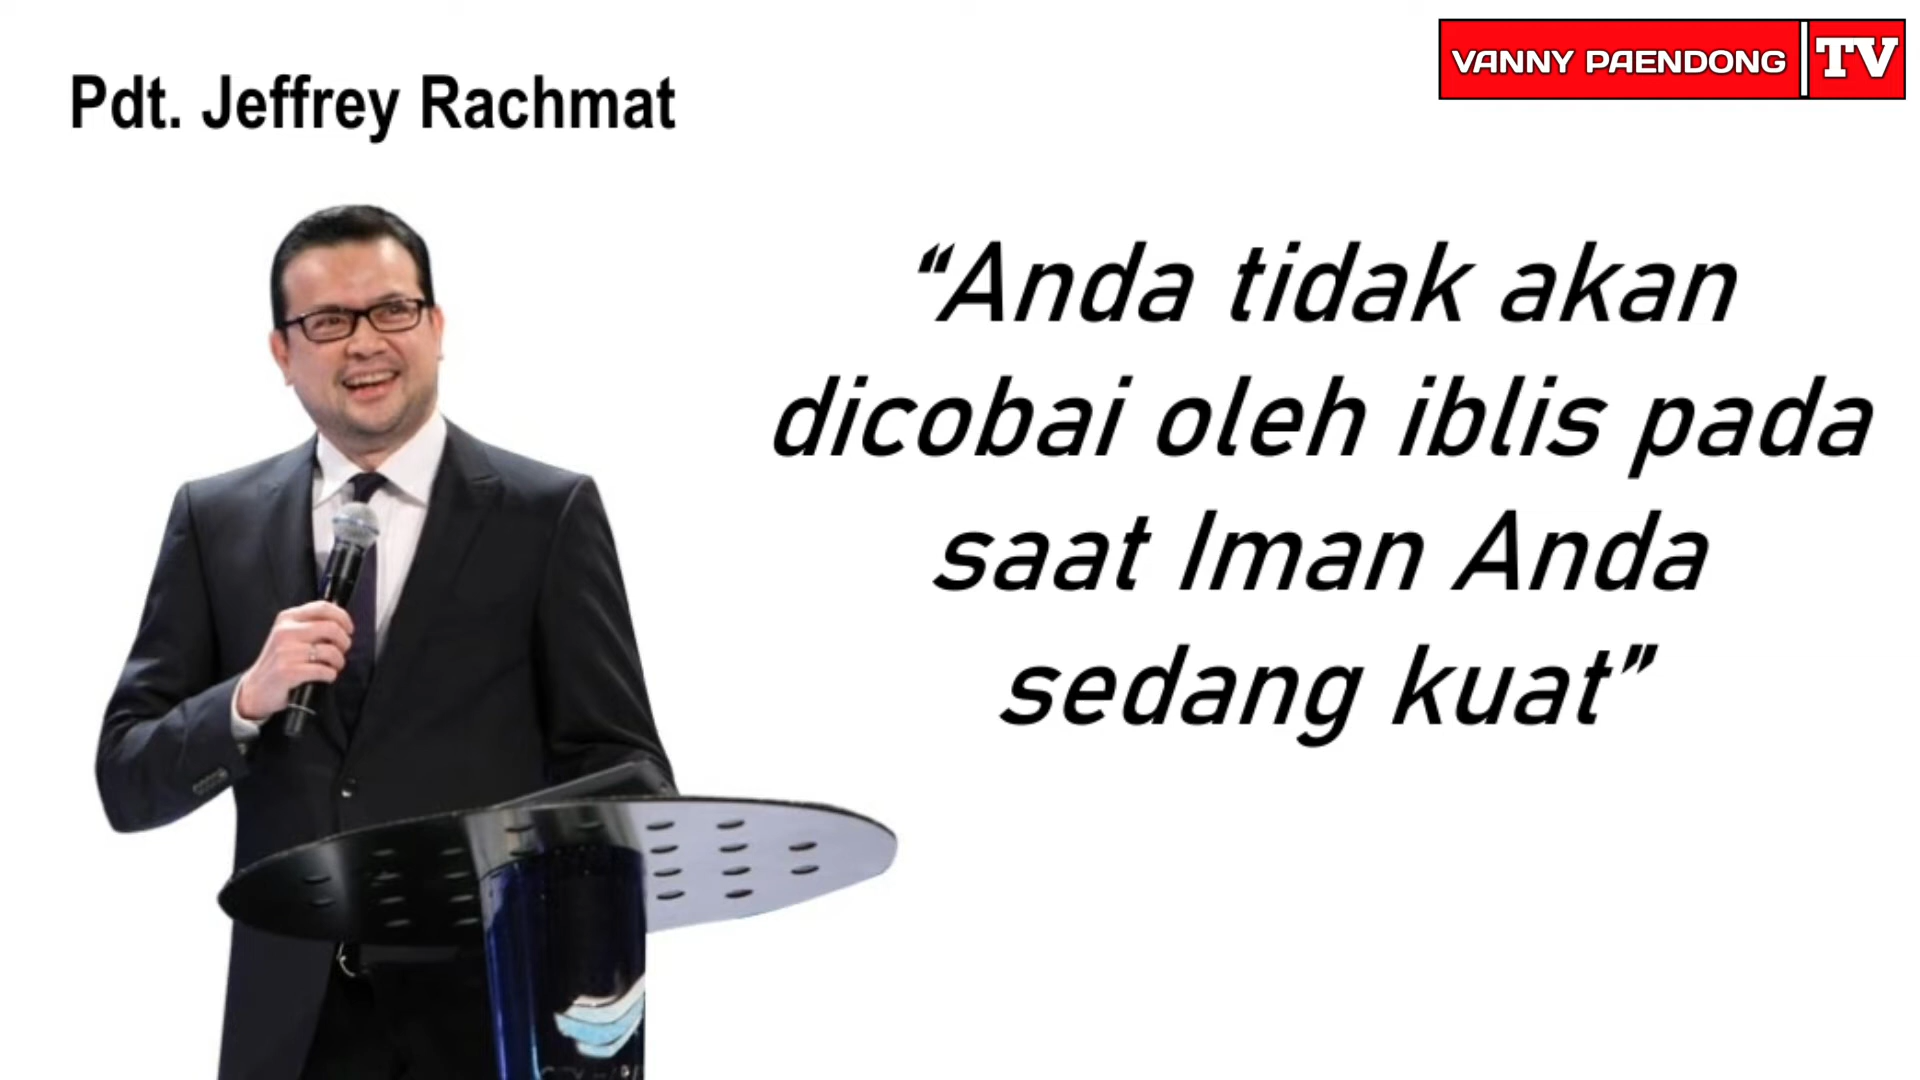 VANNY PAENDONG TV
Pdt. Jeffrey Rachmat
“Anda tidak akan
dicobai oleh iblis pada
saat Iman Anda
sedang kuat”